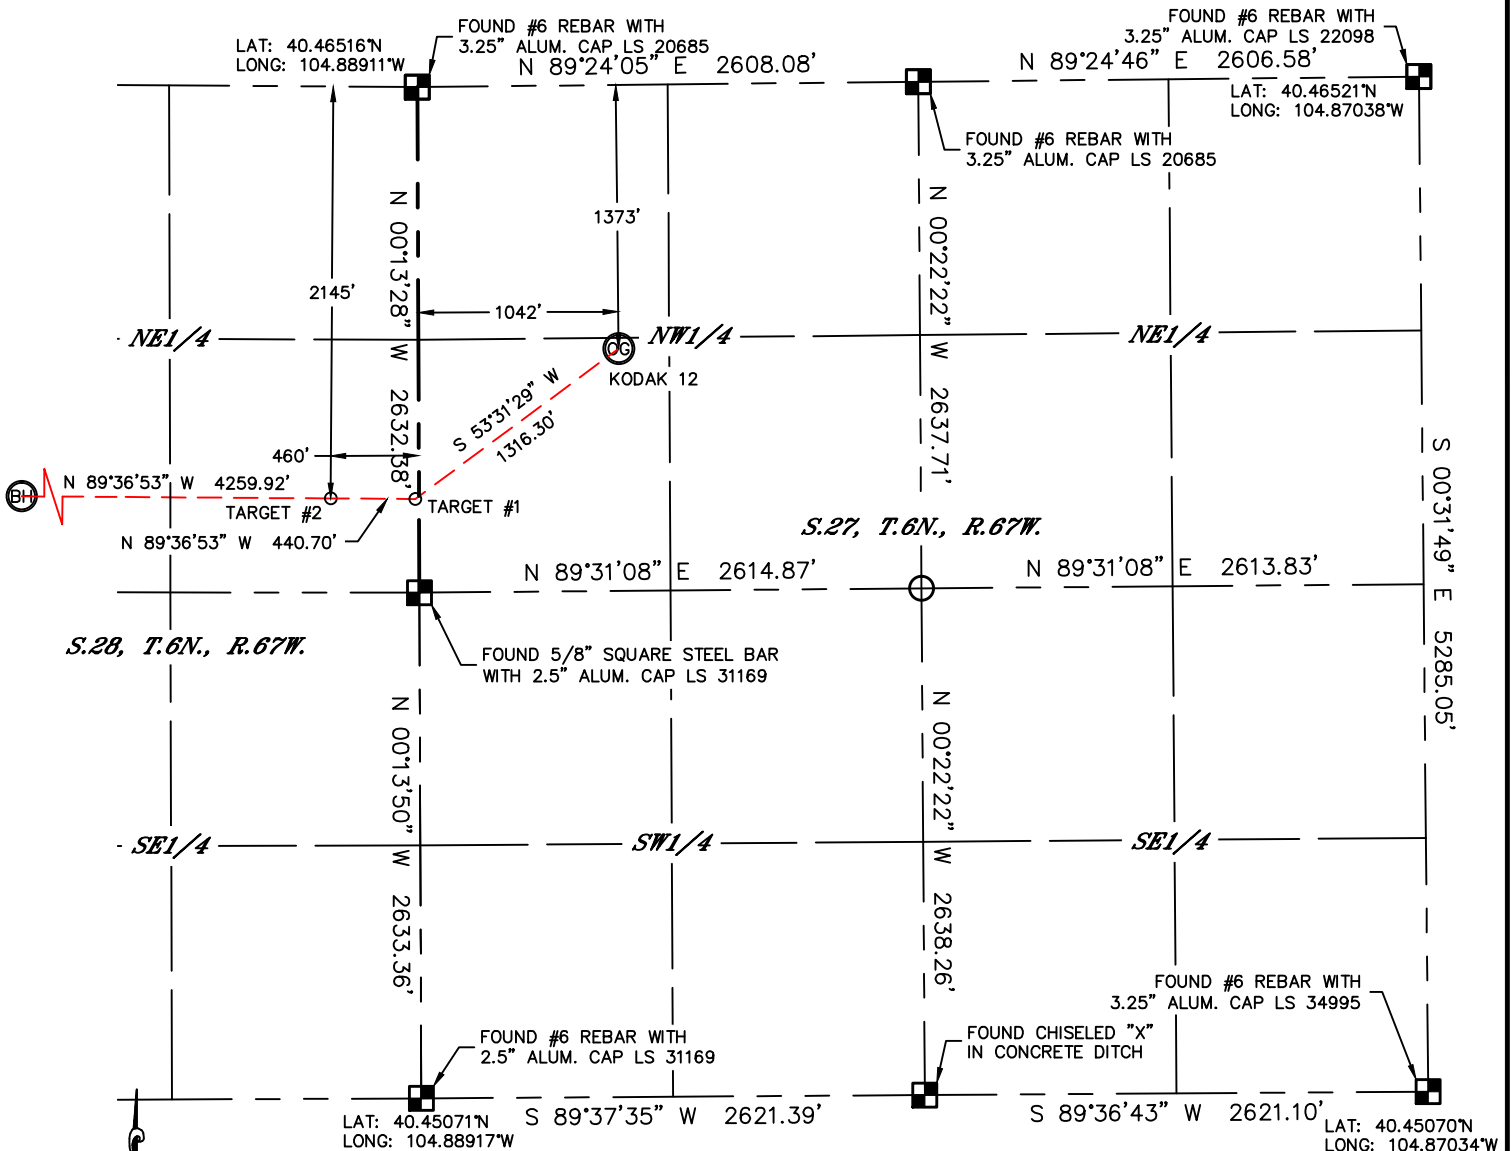 FOUND #6 REBAR WITH
3.25" ALUM. CAP LS 20685
LAT: 40.46516°N
LONG: 104.88911°W
N 89°24'05" E 2608.08'
FOUND #6 REBAR WITH
3.25" ALUM. CAP LS 22098
N 89°24'46" E 2606.58'
LAT: 40.46521°N
LONG: 104.87038°W
FOUND #6 REBAR WITH
3.25" ALUM. CAP LS 20685
N 00°13'28" W 2632.38'
1373'
N 00°22'22" W 2637.71'
2145'
1042'
NE1/4
NW1/4
NE1/4
OG
KODAK 12
S 53°31'29" W
1316.30'
460'
S 00°31'49" E 5285.05'
BH
N 89°36'53" W 4259.92'
TARGET #2
TARGET #1
N 89°36'53" W 440.70'
S.27, T.6N., R.67W.
N 89°31'08" E 2614.87'
N 89°31'08" E 2613.83'
S.28, T.6N., R.67W.
FOUND 5/8" SQUARE STEEL BAR
WITH 2.5" ALUM. CAP LS 31169
N 00°13'50" W 2633.36'
N 00°22'22" W 2638.26'
SE1/4
SW1/4
SE1/4
FOUND #6 REBAR WITH
3.25" ALUM. CAP LS 34995
FOUND #6 REBAR WITH
2.5" ALUM. CAP LS 31169
FOUND CHISELED "X"
IN CONCRETE DITCH
LAT: 40.45071°N
LONG: 104.88917°W
S 89°37'35" W 2621.39'
S 89°36'43" W 2621.10'
LAT: 40.45070°N
LONG: 104.87034°W